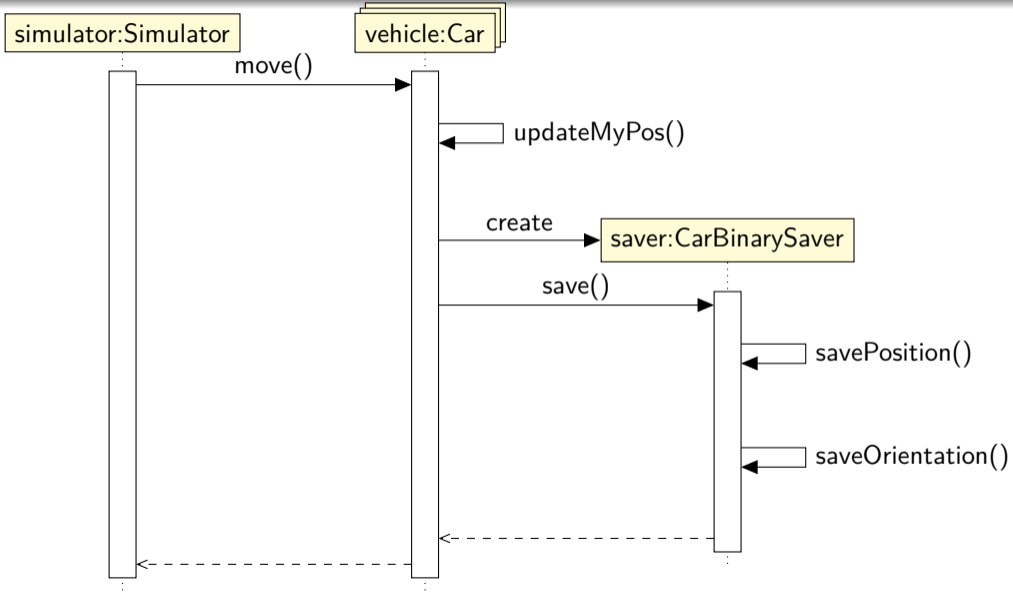 simulator:Simulator
vehicle:Car
move()
updateMyPos()
create
saver:CarBinarySaver
save()
savePosition()
saveOrientation()